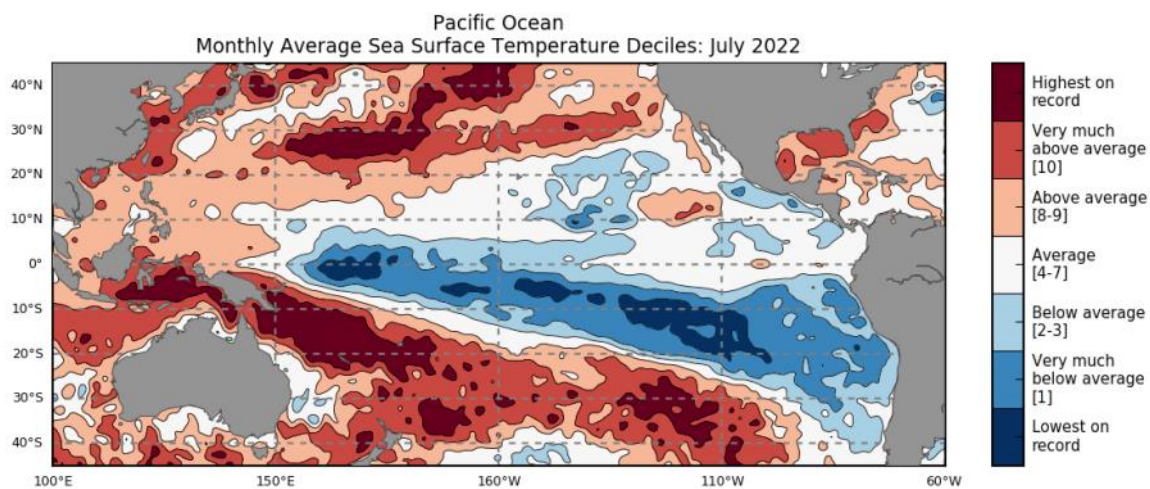 Pacific Ocean
Monthly Average Sea Surface Temperature Deciles: July 2022
40°N
30°N
20°N
10°N
0°
10°S
20°S
30°S
40°S
100°E
150°E
160°W
110°W
60°W
Highest on
record
Very much
above average
[10]
Above average
[8-9]
Average
[4-7]
Below average
[2-3]
Very much
below average
[1]
Lowest on
record